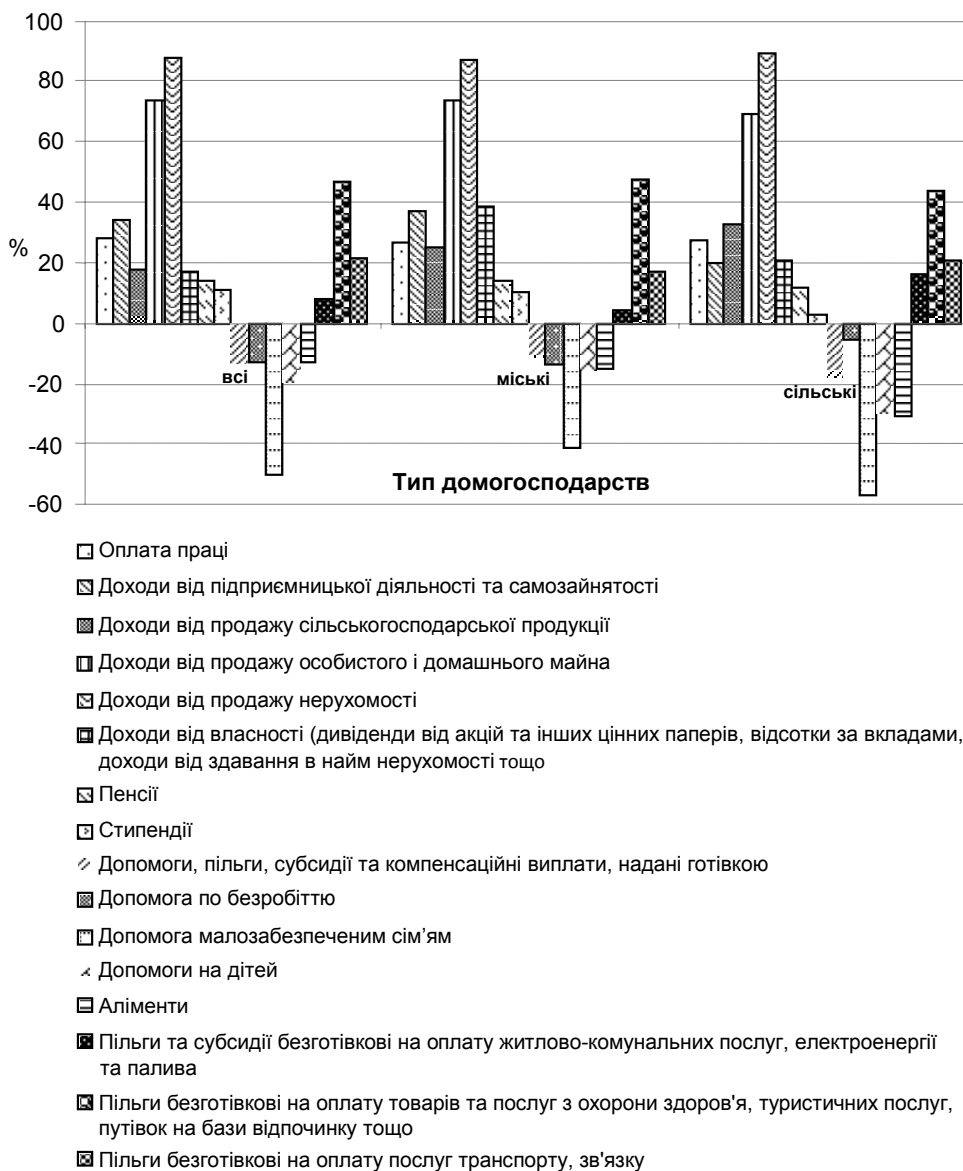 100
80
60
40
%
20
0
всі
міські
сільські
-20
-40
Тип домогосподарств
-60
Оплата праці
Доходи від підприємницької діяльності та самозайнятості
Доходи від продажу сільськогосподарської продукції
Доходи від продажу особистого і домашнього майна
Доходи від продажу нерухомості
Доходи від власності (дивіденди від акцій та інших цінних паперів, відсотки за вкладами,
доходи від здавання в найм нерухомості тощо
Пенсії
Стипендії
Допомоги, пільги, субсидії та компенсаційні виплати, надані готівкою
Допомога по безробіттю
Допомога малозабезпеченим сім’ям
Допомоги на дітей
Аліменти
Пільги та субсидії безготівкові на оплату житлово-комунальних послуг, електроенергії
та палива
Пільги безготівкові на оплату товарів та послуг з охорони здоров'я, туристичних послуг,
путівок на бази відпочинку тощо
Пільги безготівкові на оплату послуг транспорту, зв'язку